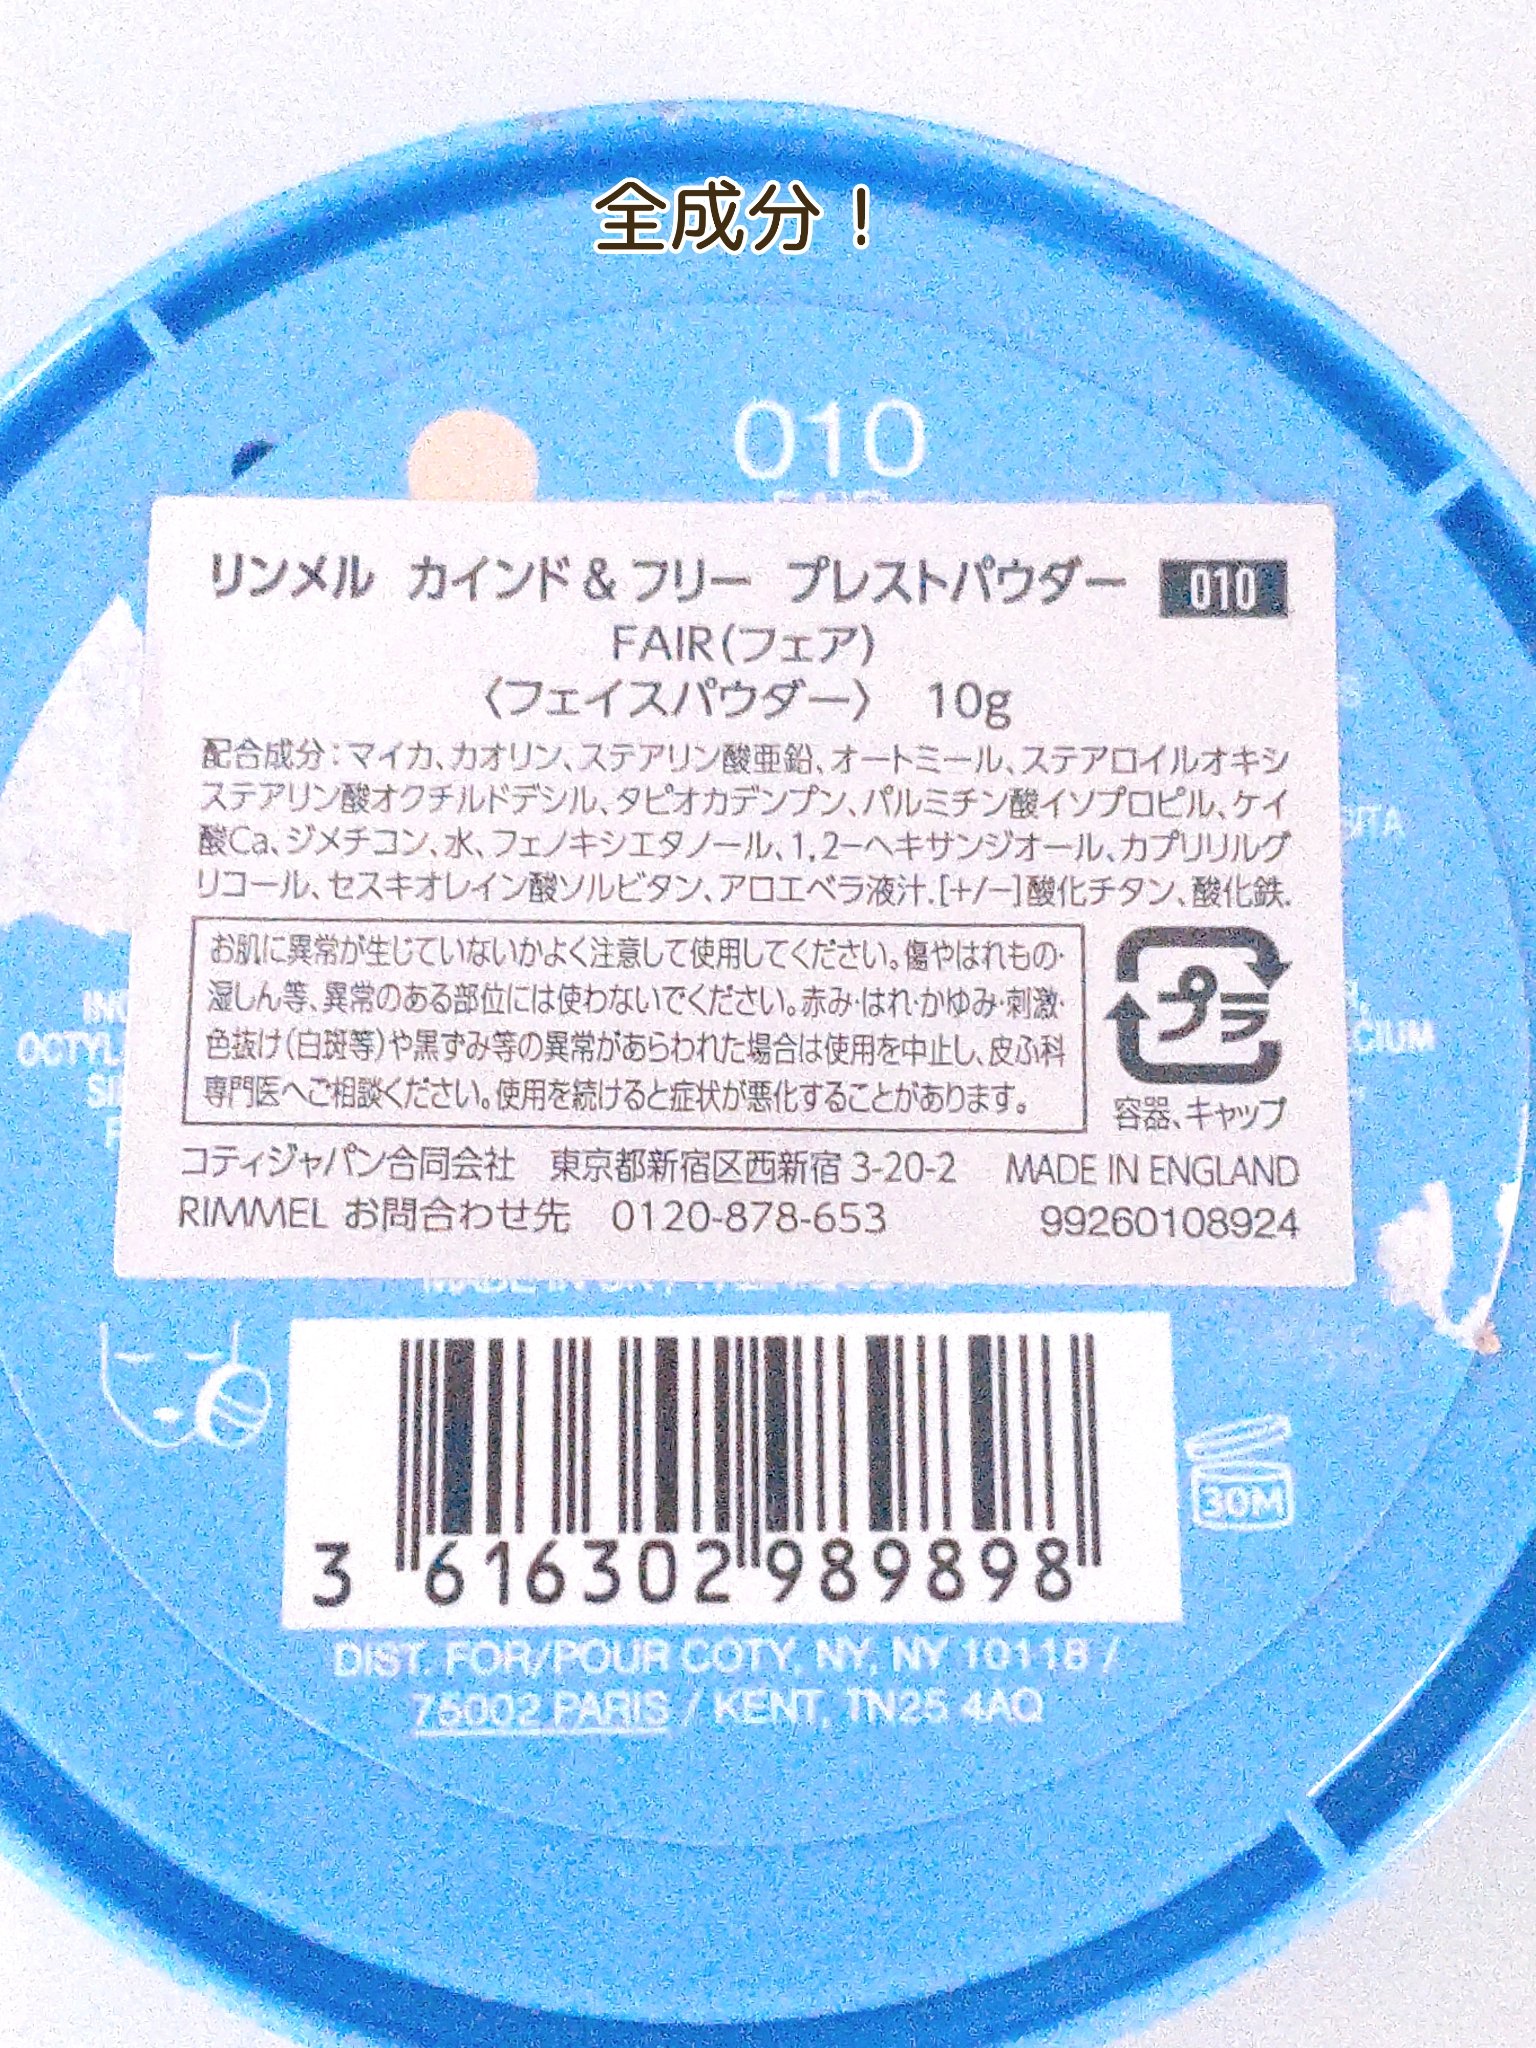 全成分！
010
リンメル カインド&フリー プレストパウダー 010
FAIR(フェア)
〈フェイスパウダー〉 10g
配合成分：マイカ、カオリン、ステアリン酸亜鉛、オートミール、ステアロイルオキシ
ステアリン酸オクチルドデシル、タピオカデンプン、パルミチン酸イソプロピル、ケイ
酸Ca、ジメチコン、水、フェノキシエタノール、1,2-ヘキサンジオール、カプリリルグ
リコール、セスキオレイン酸ソルビタン、アロエベラ液汁.[+/-]酸化チタン、酸化鉄.
お肌に異常が生じていないかよく注意して使用してください。傷やはれもの・
湿しん等、異常のある部位には使わないでください。赤み・はれ・かゆみ・刺激・
色抜け(白斑等)や黒ずみ等の異常があらわれた場合は使用を中止し、皮ふ科
専門医へご相談ください。使用を続けると症状が悪化することがあります。
プラ
容器、キャップ
コティジャパン合同会社 東京都新宿区西新宿 3-20-2 MADE IN ENGLAND
RIMMEL お問合わせ先 0120-878-653 99260108924
OCTYL
CIUM
30M
3 616302 989898
DIST. FOR/POUR COTY, NY, NY 10118 /
75002 PARIS / KENT, TN25 4AQ